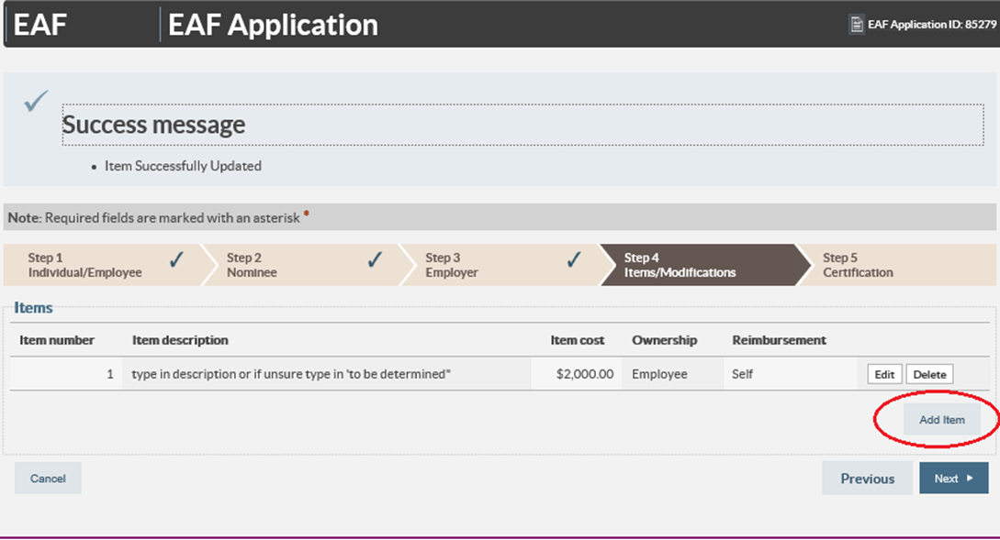 EAF
EAF Application
EAF Application ID: 85279
Success message
• Item Successfully Updated
Note: Required fields are marked with an asterisk *
Step 1
Individual/Employee
Step 2
Nominee
Step 3
Employer
Step 4
Items/Modifications
Step 5
Certification
Items
Item number Item description Item cost Ownership Reimbursement
1 type in description or if unsure type in 'to be determined" $2,000.00 Employee Self Edit Delete
Add Item
Cancel Previous Next